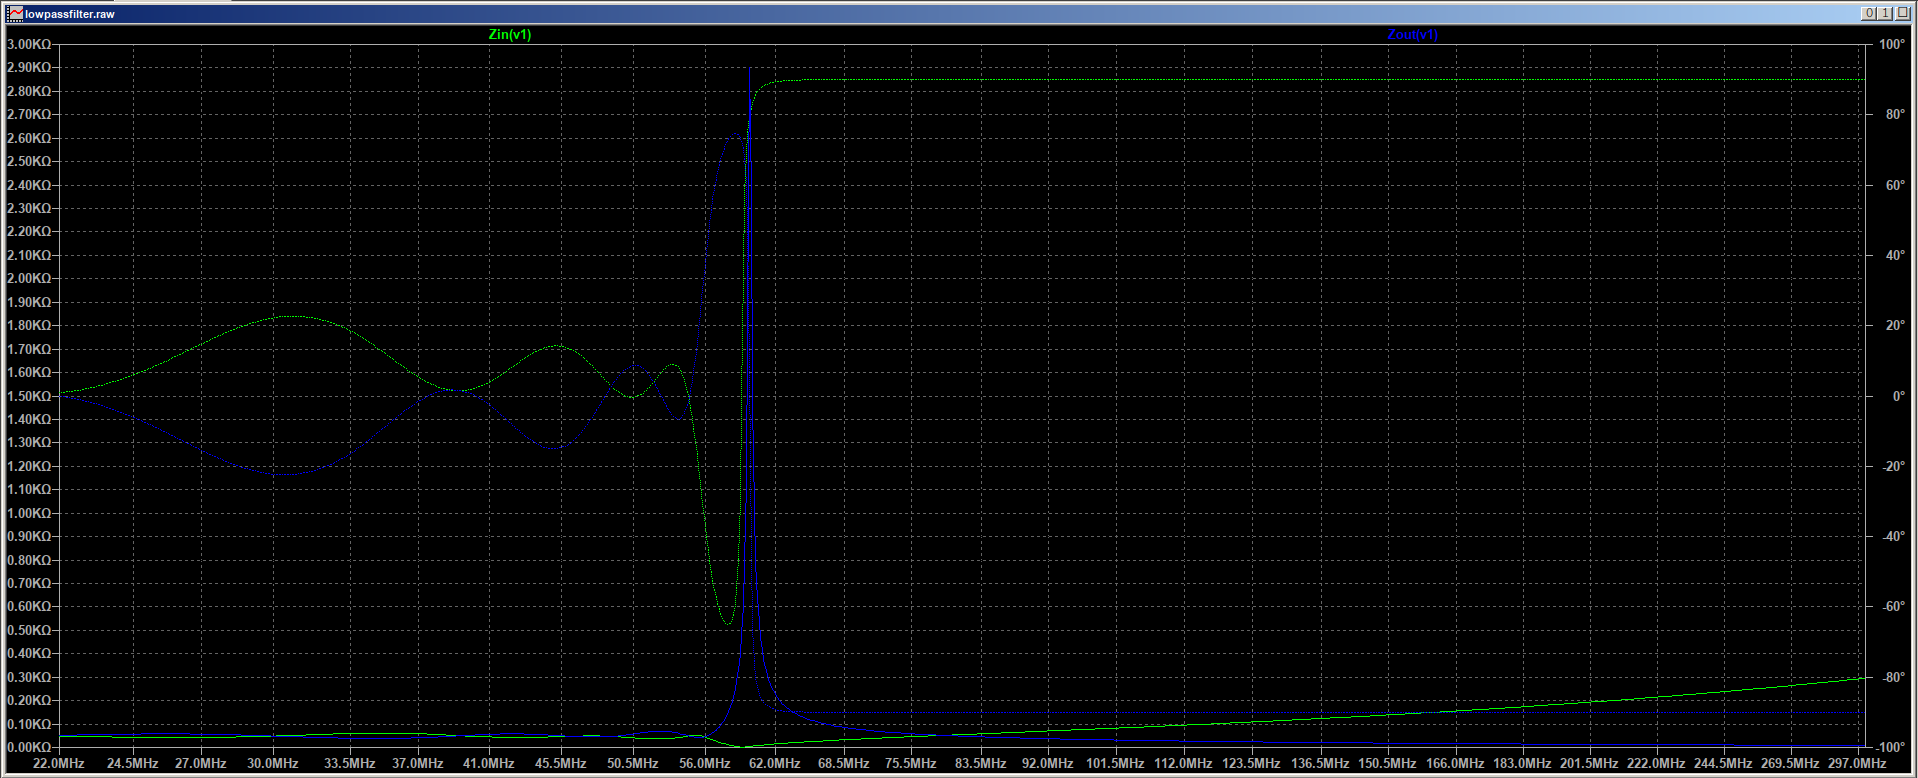 lowpassfilter.raw
Zin(v1) Zout(v1)
3.00KΩ 100°
2.90KΩ
2.80KΩ
2.70KΩ 80°
2.60KΩ
2.50KΩ
2.40KΩ 60°
2.30KΩ
2.20KΩ
2.10KΩ 40°
2.00KΩ
1.90KΩ
1.80KΩ 20°
1.70KΩ
1.60KΩ
1.50KΩ 0°
1.40KΩ
1.30KΩ
1.20KΩ -20°
1.10KΩ
1.00KΩ
0.90KΩ -40°
0.80KΩ
0.70KΩ
0.60KΩ -60°
0.50KΩ
0.40KΩ
0.30KΩ -80°
0.20KΩ
0.10KΩ
0.00KΩ -100°
22.0MHz 24.5MHz 27.0MHz 30.0MHz 33.5MHz 37.0MHz 41.0MHz 45.5MHz 50.5MHz 56.0MHz 62.0MHz 68.5MHz 75.5MHz 83.5MHz 92.0MHz 101.5MHz 112.0MHz 123.5MHz 136.5MHz 150.5MHz 166.0MHz 183.0MHz 201.5MHz 222.0MHz 244.5MHz 269.5MHz 297.0MHz